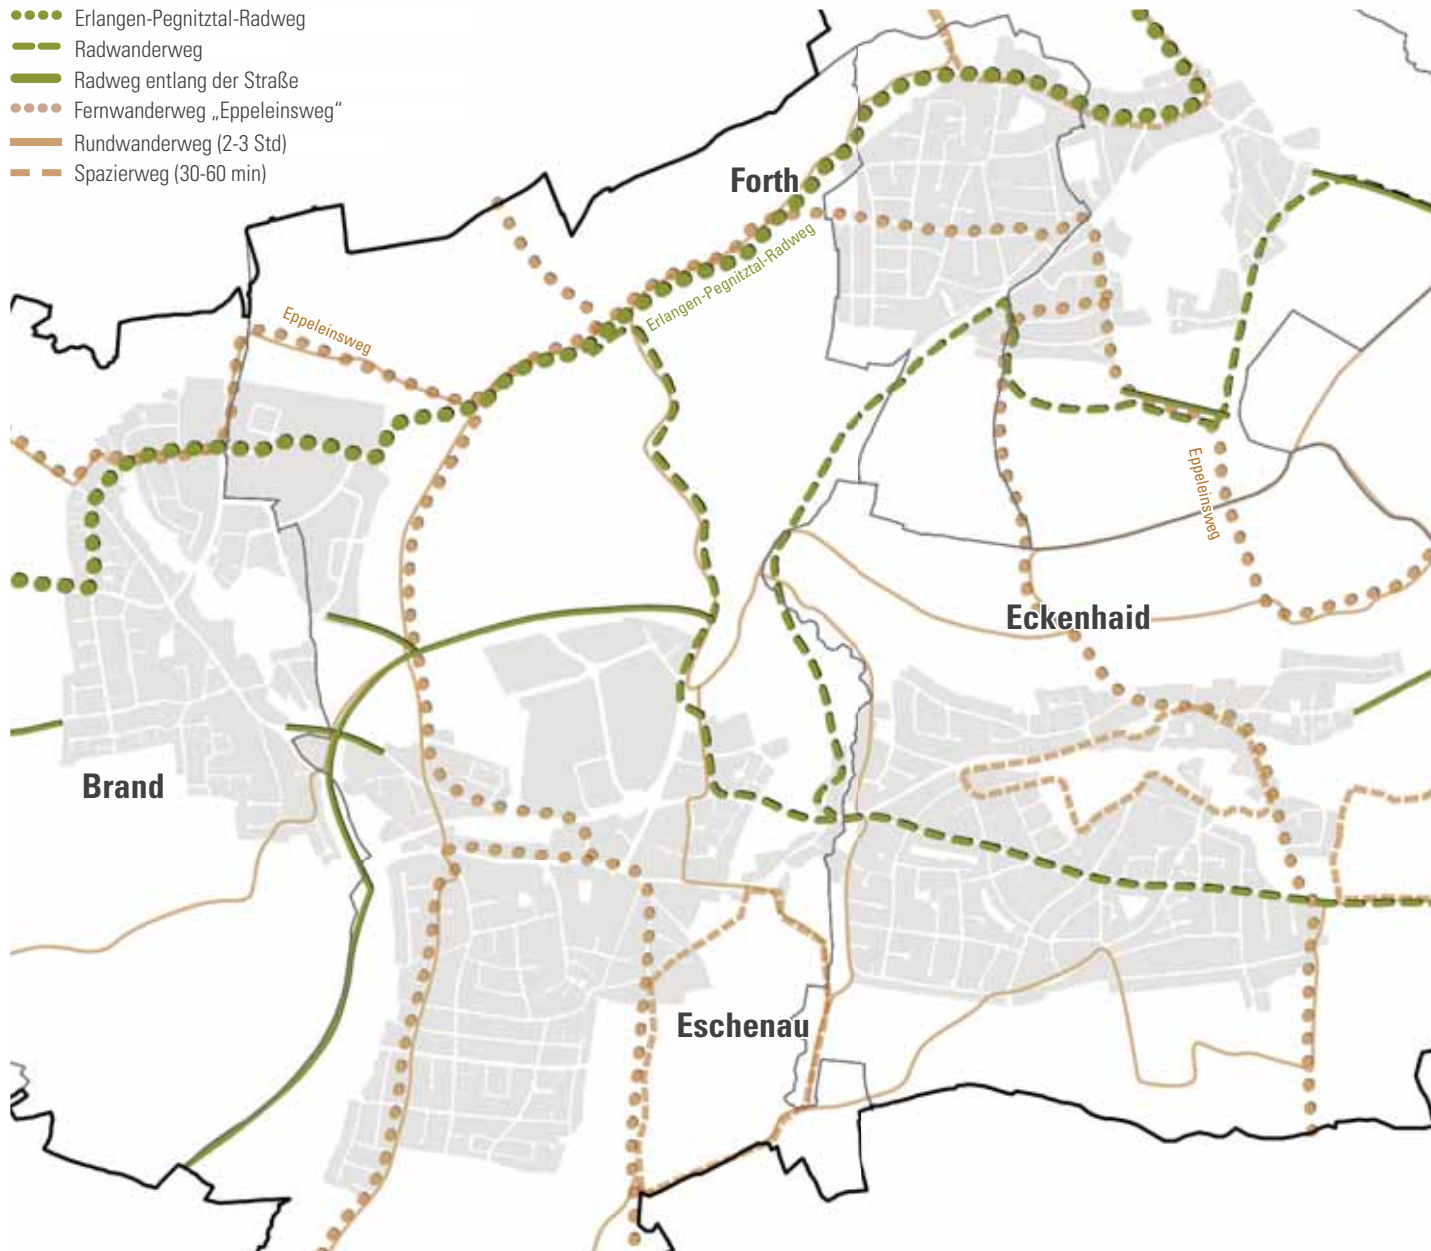 Erlangen-Pegnitztal-Radweg
Radwanderweg
Radweg entlang der Straße
Fernwanderweg „Eppeleinsweg“
Rundwanderweg (2-3 Std)
Spazierweg (30-60 min)
Forth
Erlangen-Pegnitztal-Radweg
Eppeleinsweg
Eppeleinsweg
Eckenhaid
Brand
Eschenau